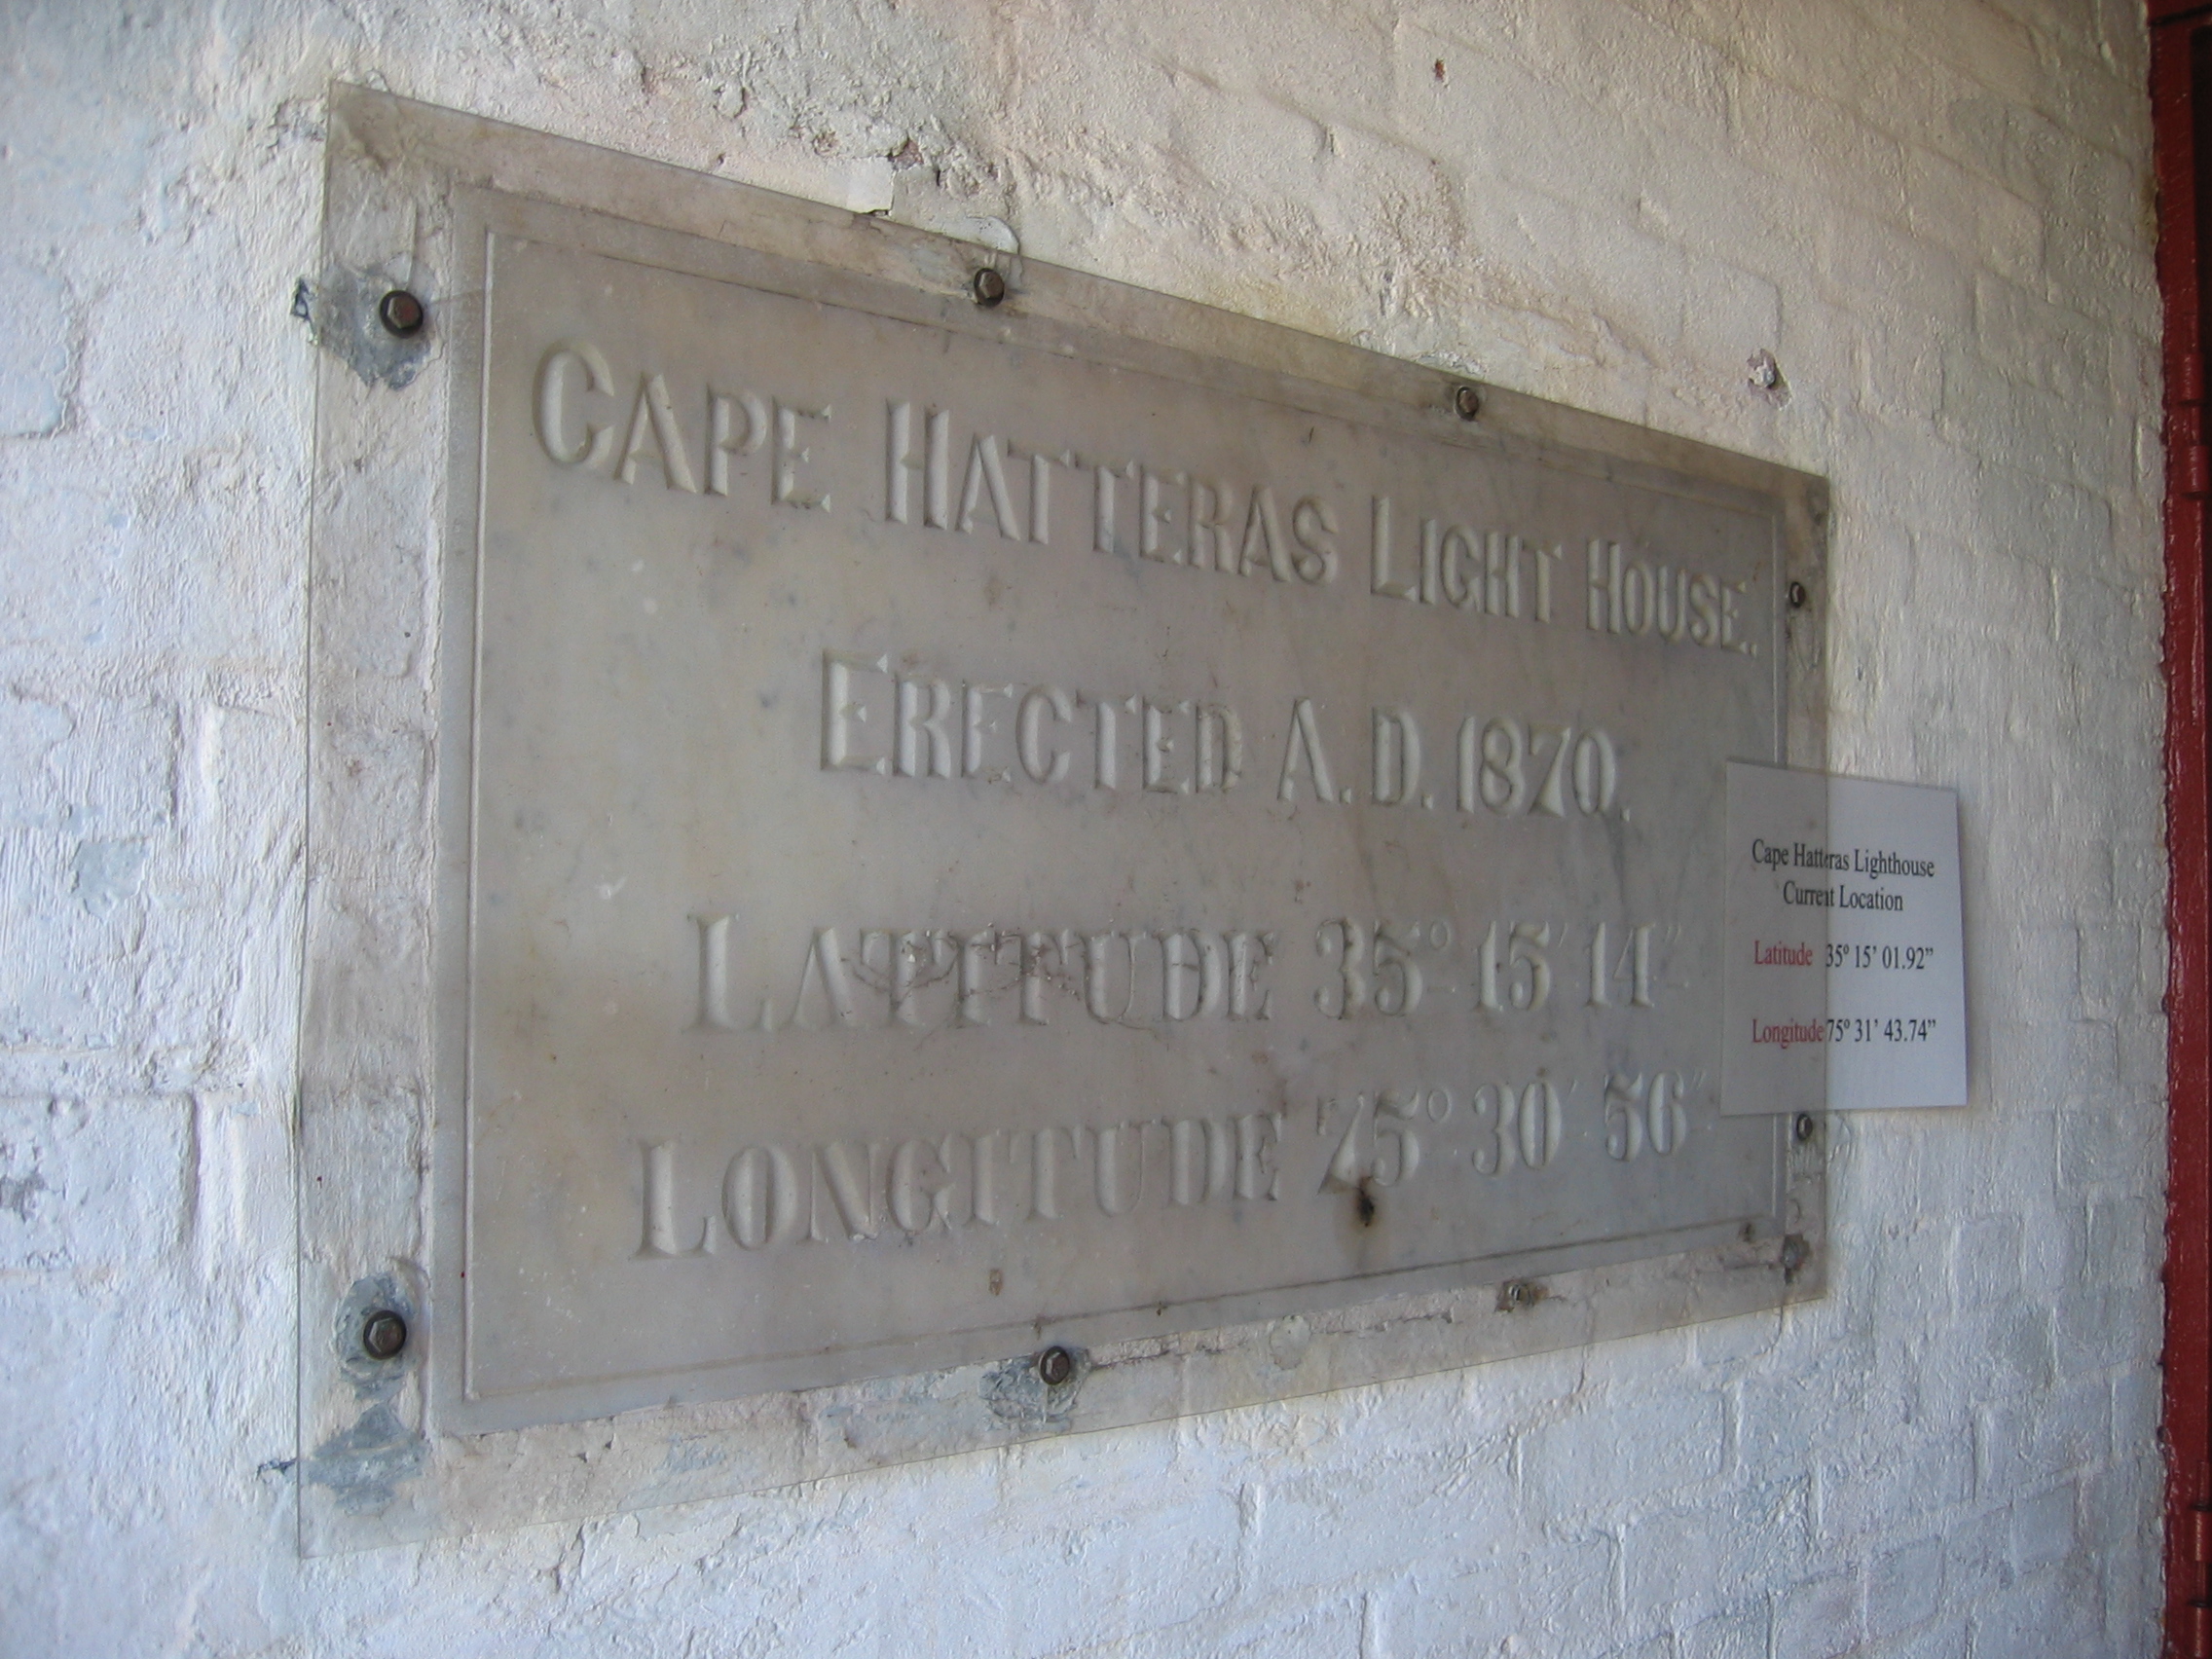 CAPE HATTERAS LIGHT HOUSE.
ERECTED A.D. 1870.
LATITUDE 35° 15' 14"
LONGITUDE 75° 30' 56"
Cape Hatteras Lighthouse
Current Location
Latitude 35º 15’ 01.92”
Longitude 75º 31’ 43.74”